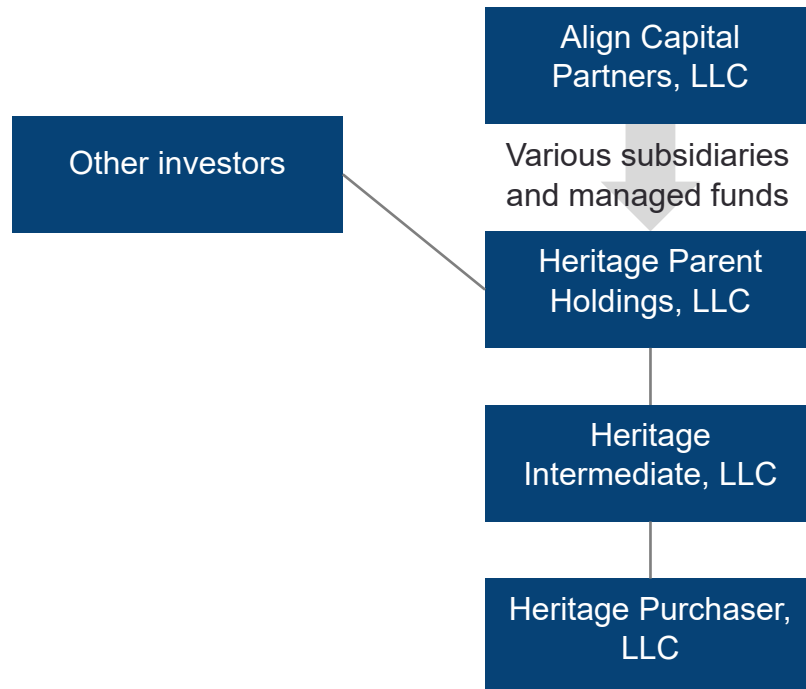 Align Capital
Partners, LLC
Other investors
Various subsidiaries
and managed funds
Heritage Parent
Holdings, LLC
Heritage
Intermediate, LLC
Heritage Purchaser,
LLC